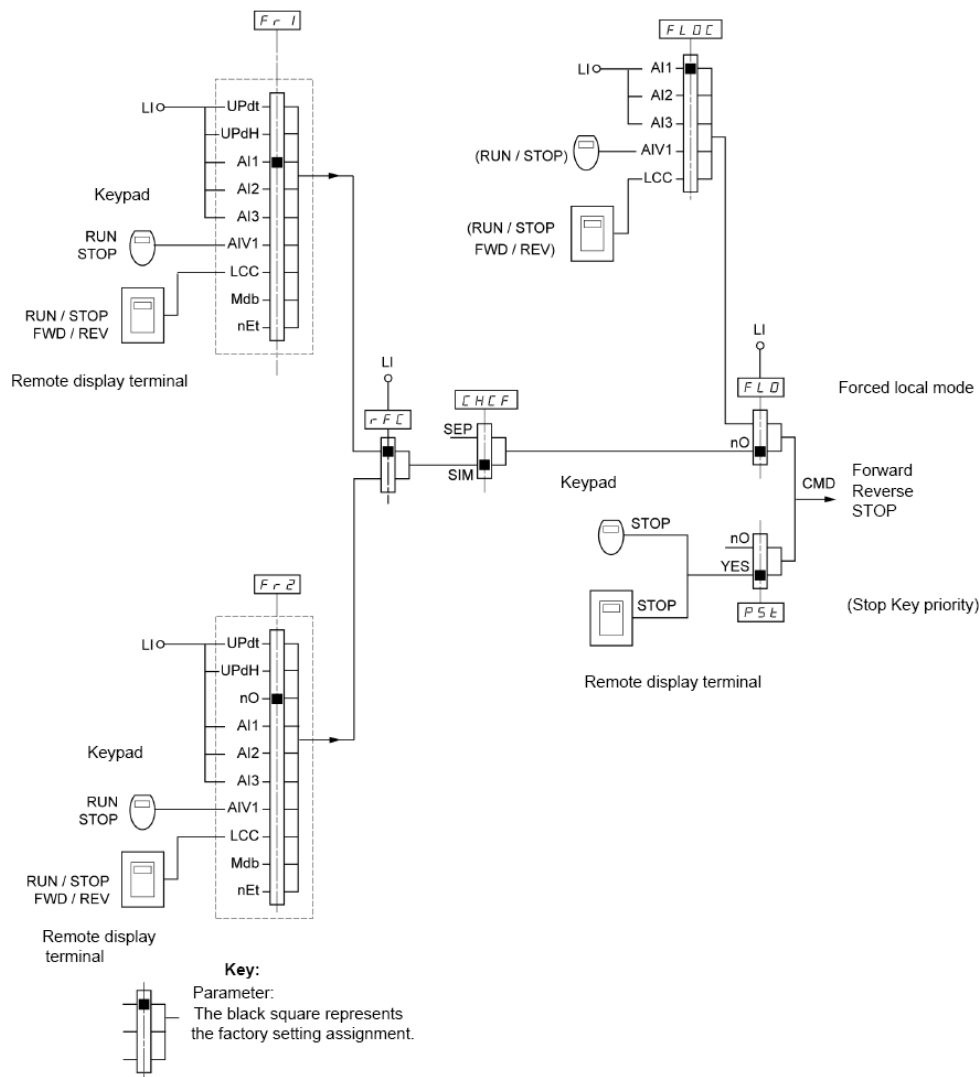 Fr1
LI
UPdt
UPdH
AI1
AI2
AI3
AIV1
LCC
Mdb
nEt
Keypad
RUN
STOP
RUN / STOP
FWD / REV
Remote display terminal
FLOC
LI
AI1
AI2
AI3
AIV1
LCC
(RUN / STOP)
(RUN / STOP
FWD / REV)
LI
rFC
CHCF
SEP
SIM
LI
FLO
nO
Forced local mode
Keypad
CMD
Forward
Reverse
STOP
STOP
STOP
nO
YES
PSt
(Stop Key priority)
Remote display terminal
Fr2
LI
UPdt
UPdH
nO
AI1
AI2
AI3
AIV1
LCC
Mdb
nEt
Keypad
RUN
STOP
RUN / STOP
FWD / REV
Remote display
terminal
Key:
Parameter:
The black square represents
the factory setting assignment.